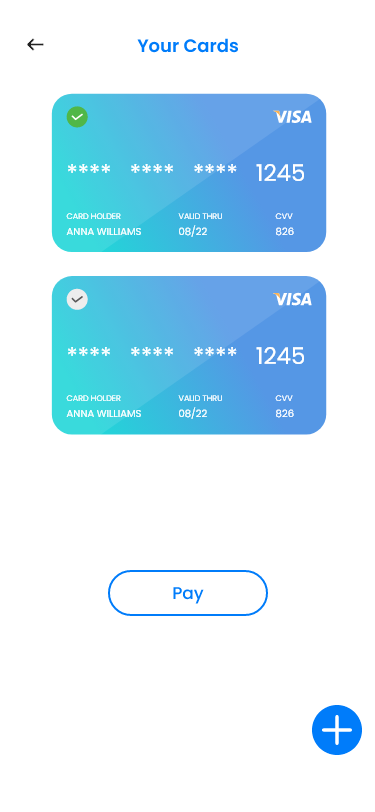 Your Cards
VISA
**** **** **** 1245
CARD HOLDER VALID THRU CVV
ANNA WILLIAMS 08/22 826
VISA
**** **** **** 1245
CARD HOLDER VALID THRU CVV
ANNA WILLIAMS 08/22 826
Pay